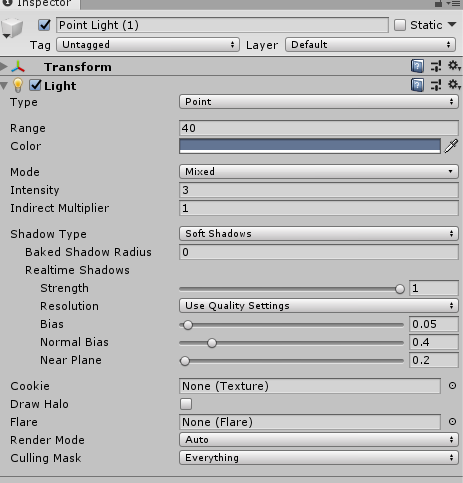 Inspector
Point Light (1) Static
Tag Untagged Layer Default
Transform
Light
Type Point
Range 40
Color
Mode Mixed
Intensity 3
Indirect Multiplier 1
Shadow Type Soft Shadows
Baked Shadow Radius 0
Realtime Shadows
Strength 1
Resolution Use Quality Settings
Bias 0.05
Normal Bias 0.4
Near Plane 0.2
Cookie None (Texture)
Draw Halo
Flare None (Flare)
Render Mode Auto
Culling Mask Everything